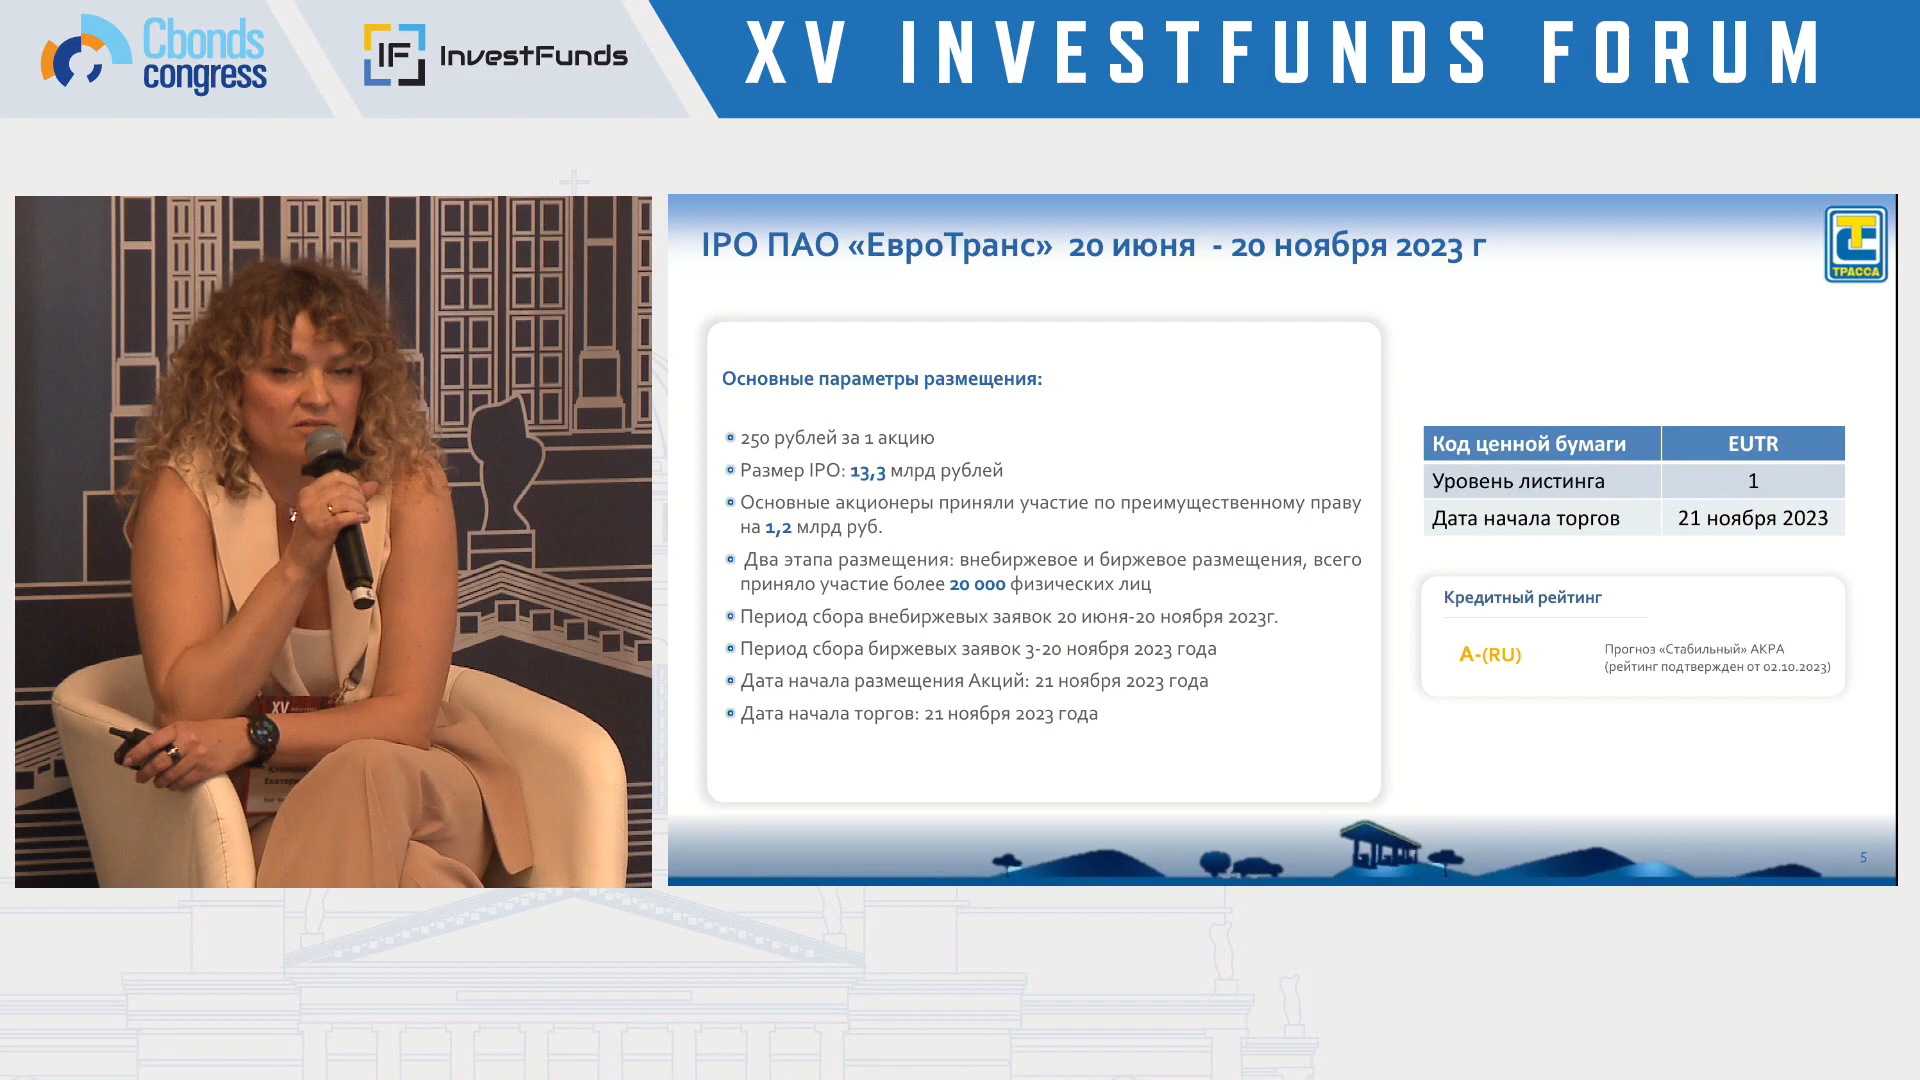 Cbonds
congress
IF InvestFunds
XV INVESTFUNDS FORUM
IPO ПАО «ЕвроТранс» 20 июня - 20 ноября 2023 г
ТС
ТРАССА
Основные параметры размещения:
250 рублей за 1 акцию
Размер IPO: 13,3 млрд рублей
Основные акционеры приняли участие по преимущественному праву
на 1,2 млрд руб.
Два этапа размещения: внебиржевое и биржевое размещения, всего
приняло участие более 20 000 физических лиц
Период сбора внебиржевых заявок 20 июня-20 ноября 2023г.
Период сбора биржевых заявок 3-20 ноября 2023 года
Дата начала размещения Акций: 21 ноября 2023 года
Дата начала торгов: 21 ноября 2023 года
Код ценной бумаги EUTR
Уровень листинга 1
Дата начала торгов 21 ноября 2023
Кредитный рейтинг
A-(RU)
Прогноз «Стабильный» АКРА
(рейтинг подтвержден от 02.10.2023)
5
XV